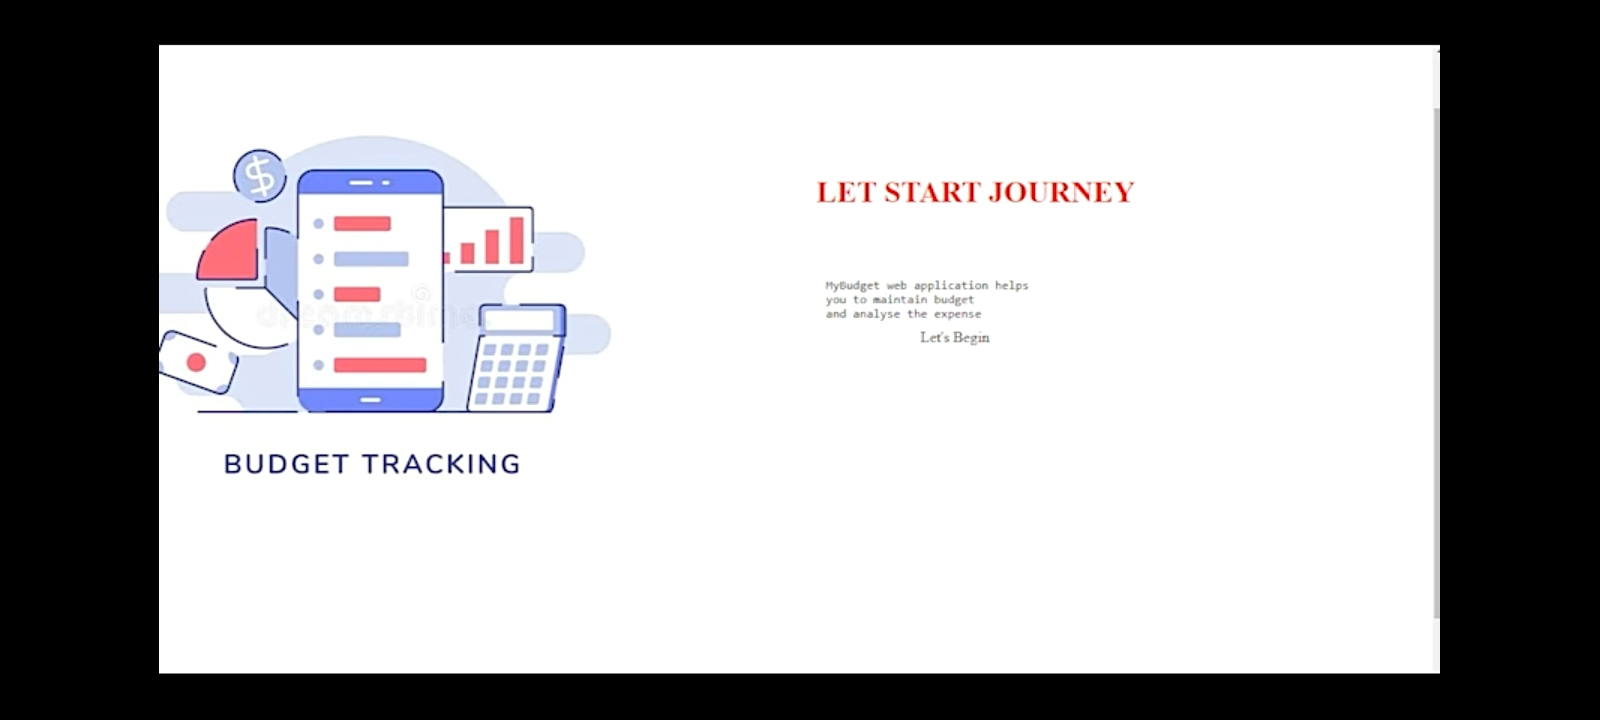 LET START JOURNEY
MyBudget web application helps
you to maintain budget
and analyse the expense
Let's Begin
$
dreamstime
BUDGET TRACKING